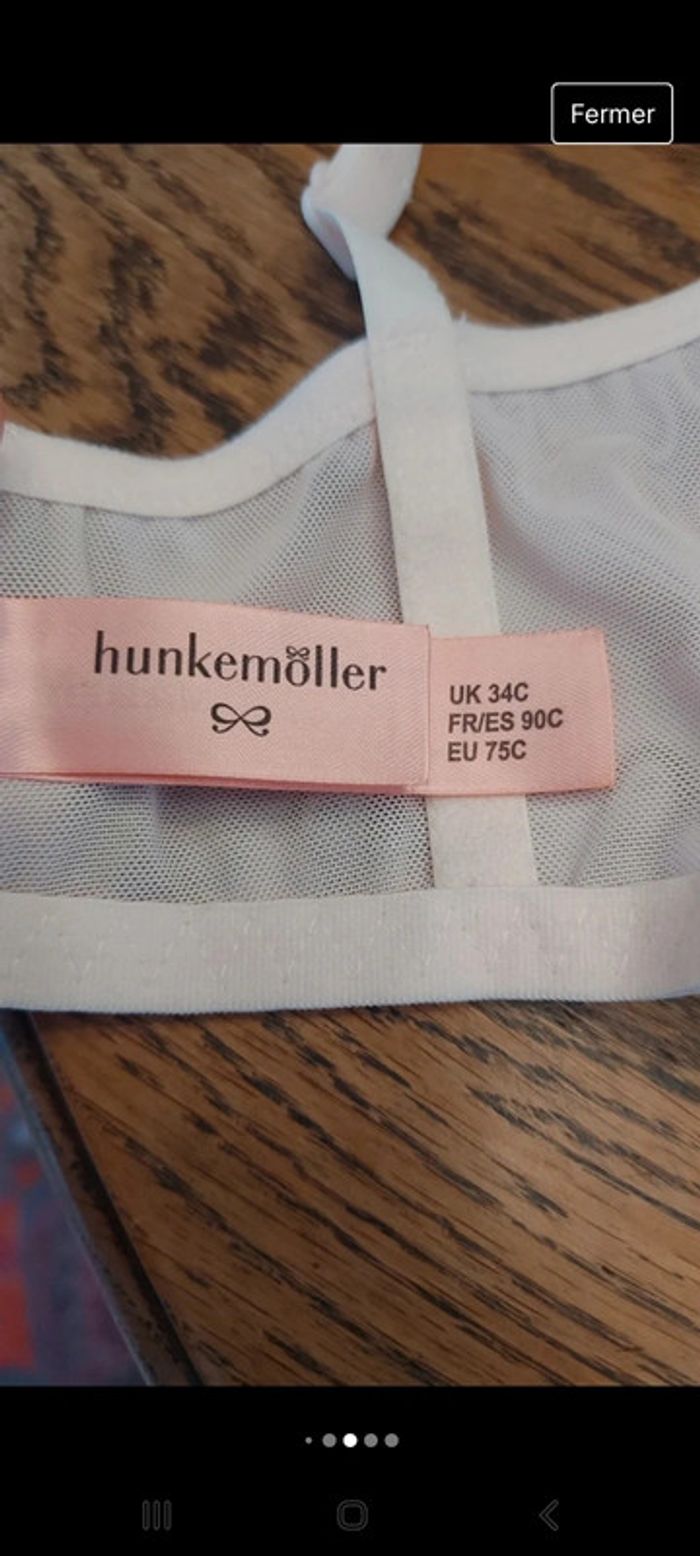 Fermer
hunkemöller
UK 34C
FR/ES 90C
EU 75C